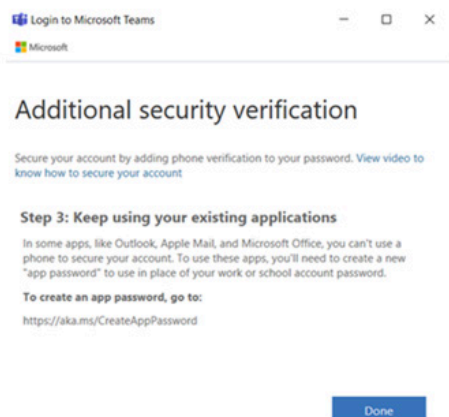 Login to Microsoft Teams
Microsoft
Additional security verification
Secure your account by adding phone verification to your password. View video to
know how to secure your account
Step 3: Keep using your existing applications
In some apps, like Outlook, Apple Mail, and Microsoft Office, you can't use a
phone to secure your account. To use these apps, you'll need to create a new
"app password" to use in place of your work or school account password.
To create an app password, go to:
https://aka.ms/CreateAppPassword
Done